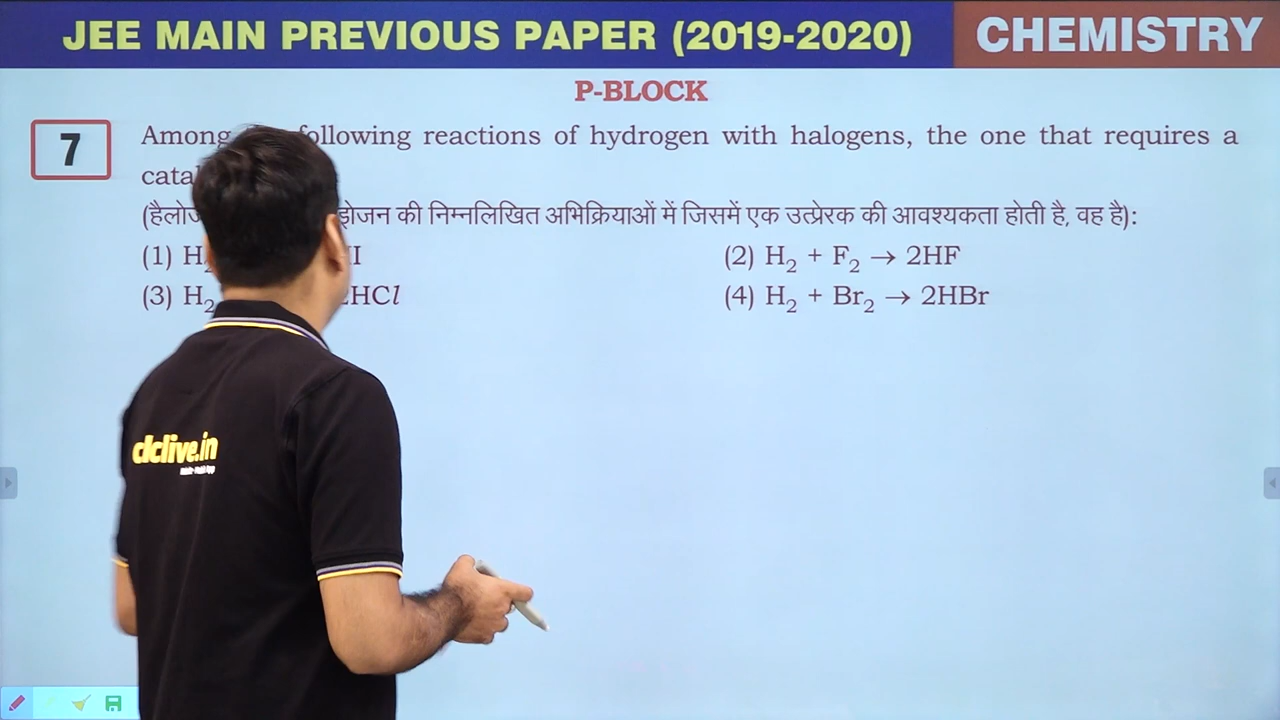 JEE MAIN PREVIOUS PAPER (2019-2020) CHEMISTRY
P-BLOCK
7
Among following reactions of hydrogen with halogens, the one that requires a
की निम्नलिखित अभिक्रियाओं में जिसमें एक उत्प्रेरक की आवश्यकता होती है, वह है):
(1) (2) H₂ + F₂ → 2HF
(3) H₂ 2HCl (4) H₂ + Br₂ → 2HBr
clclive.in